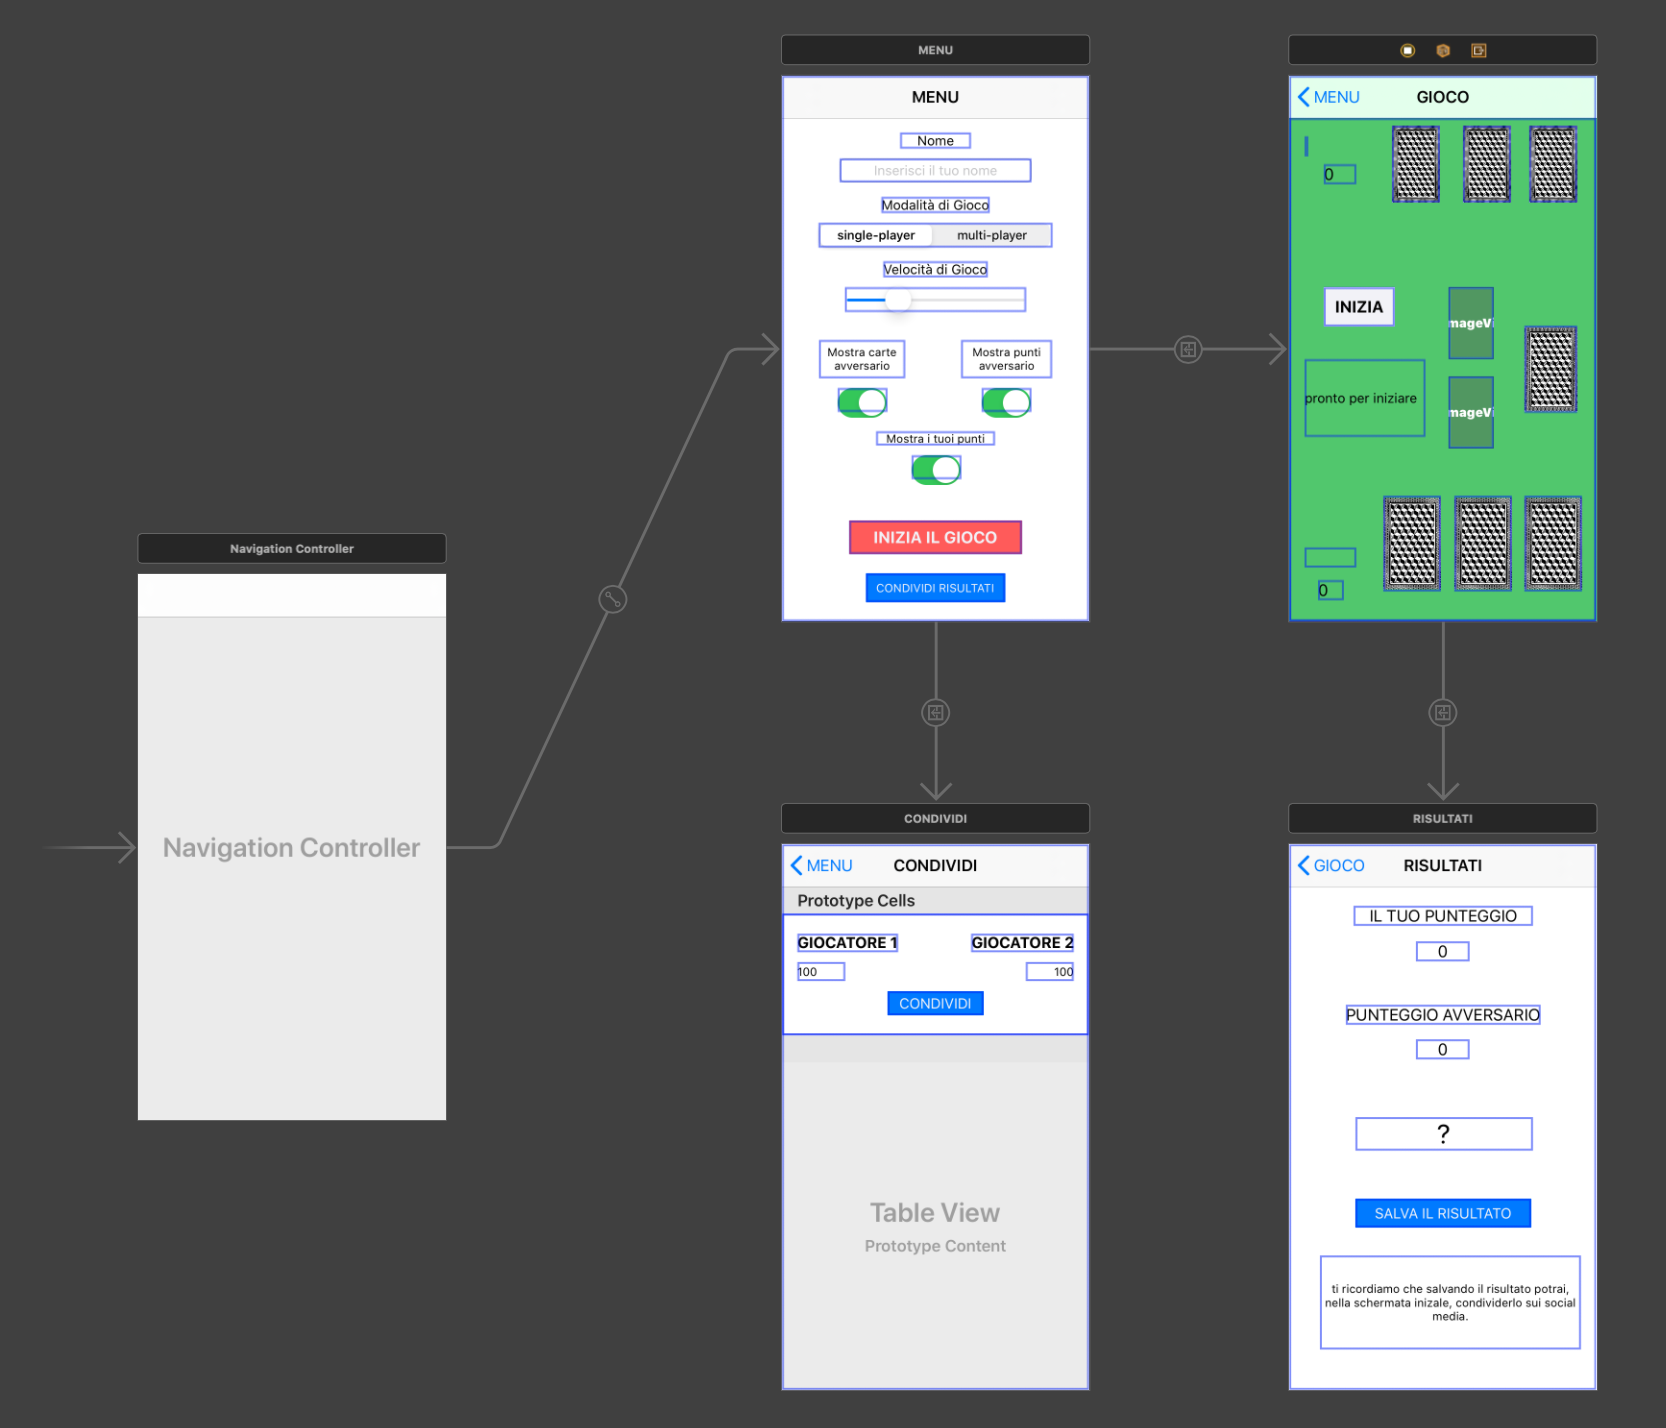 MENU
MENU
Nome
Inserisci il tuo nome
Modalità di Gioco
single-player
multi-player
Velocità di Gioco
Mostra carte
avversario
Mostra punti
avversario
Mostra i tuoi punti
INIZIA IL GIOCO
CONDIVIDI RISULTATI
MENU
GIOCO
0
INIZIA
mageVi
pronto per iniziare
mageVi
0
Navigation Controller
Navigation Controller
CONDIVIDI
MENU
CONDIVIDI
Prototype Cells
GIOCATORE 1
GIOCATORE 2
100
100
CONDIVIDI
Table View
Prototype Content
RISULTATI
GIOCO
RISULTATI
IL TUO PUNTEGGIO
0
PUNTEGGIO AVVERSARIO
0
?
SALVA IL RISULTATO
ti ricordiamo che salvando il risultato potrai,
nella schermata inizale, condividerlo sui social
media.